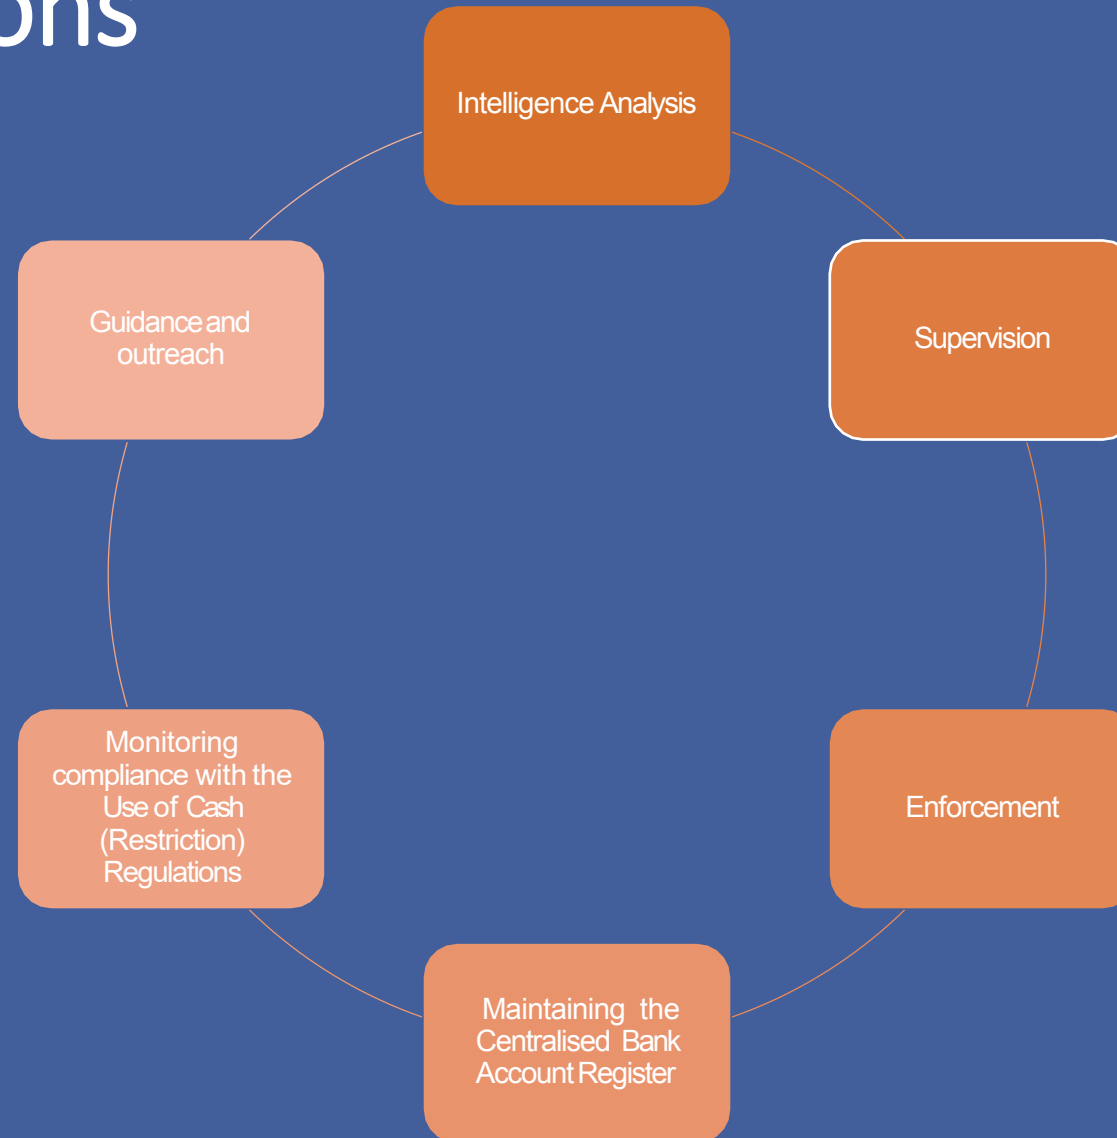 ons
Intelligence Analysis
Supervision
Enforcement
Maintaining the
Centralised Bank
Account Register
Monitoring
compliance with the
Use of Cash
(Restriction)
Regulations
Guidance and
outreach